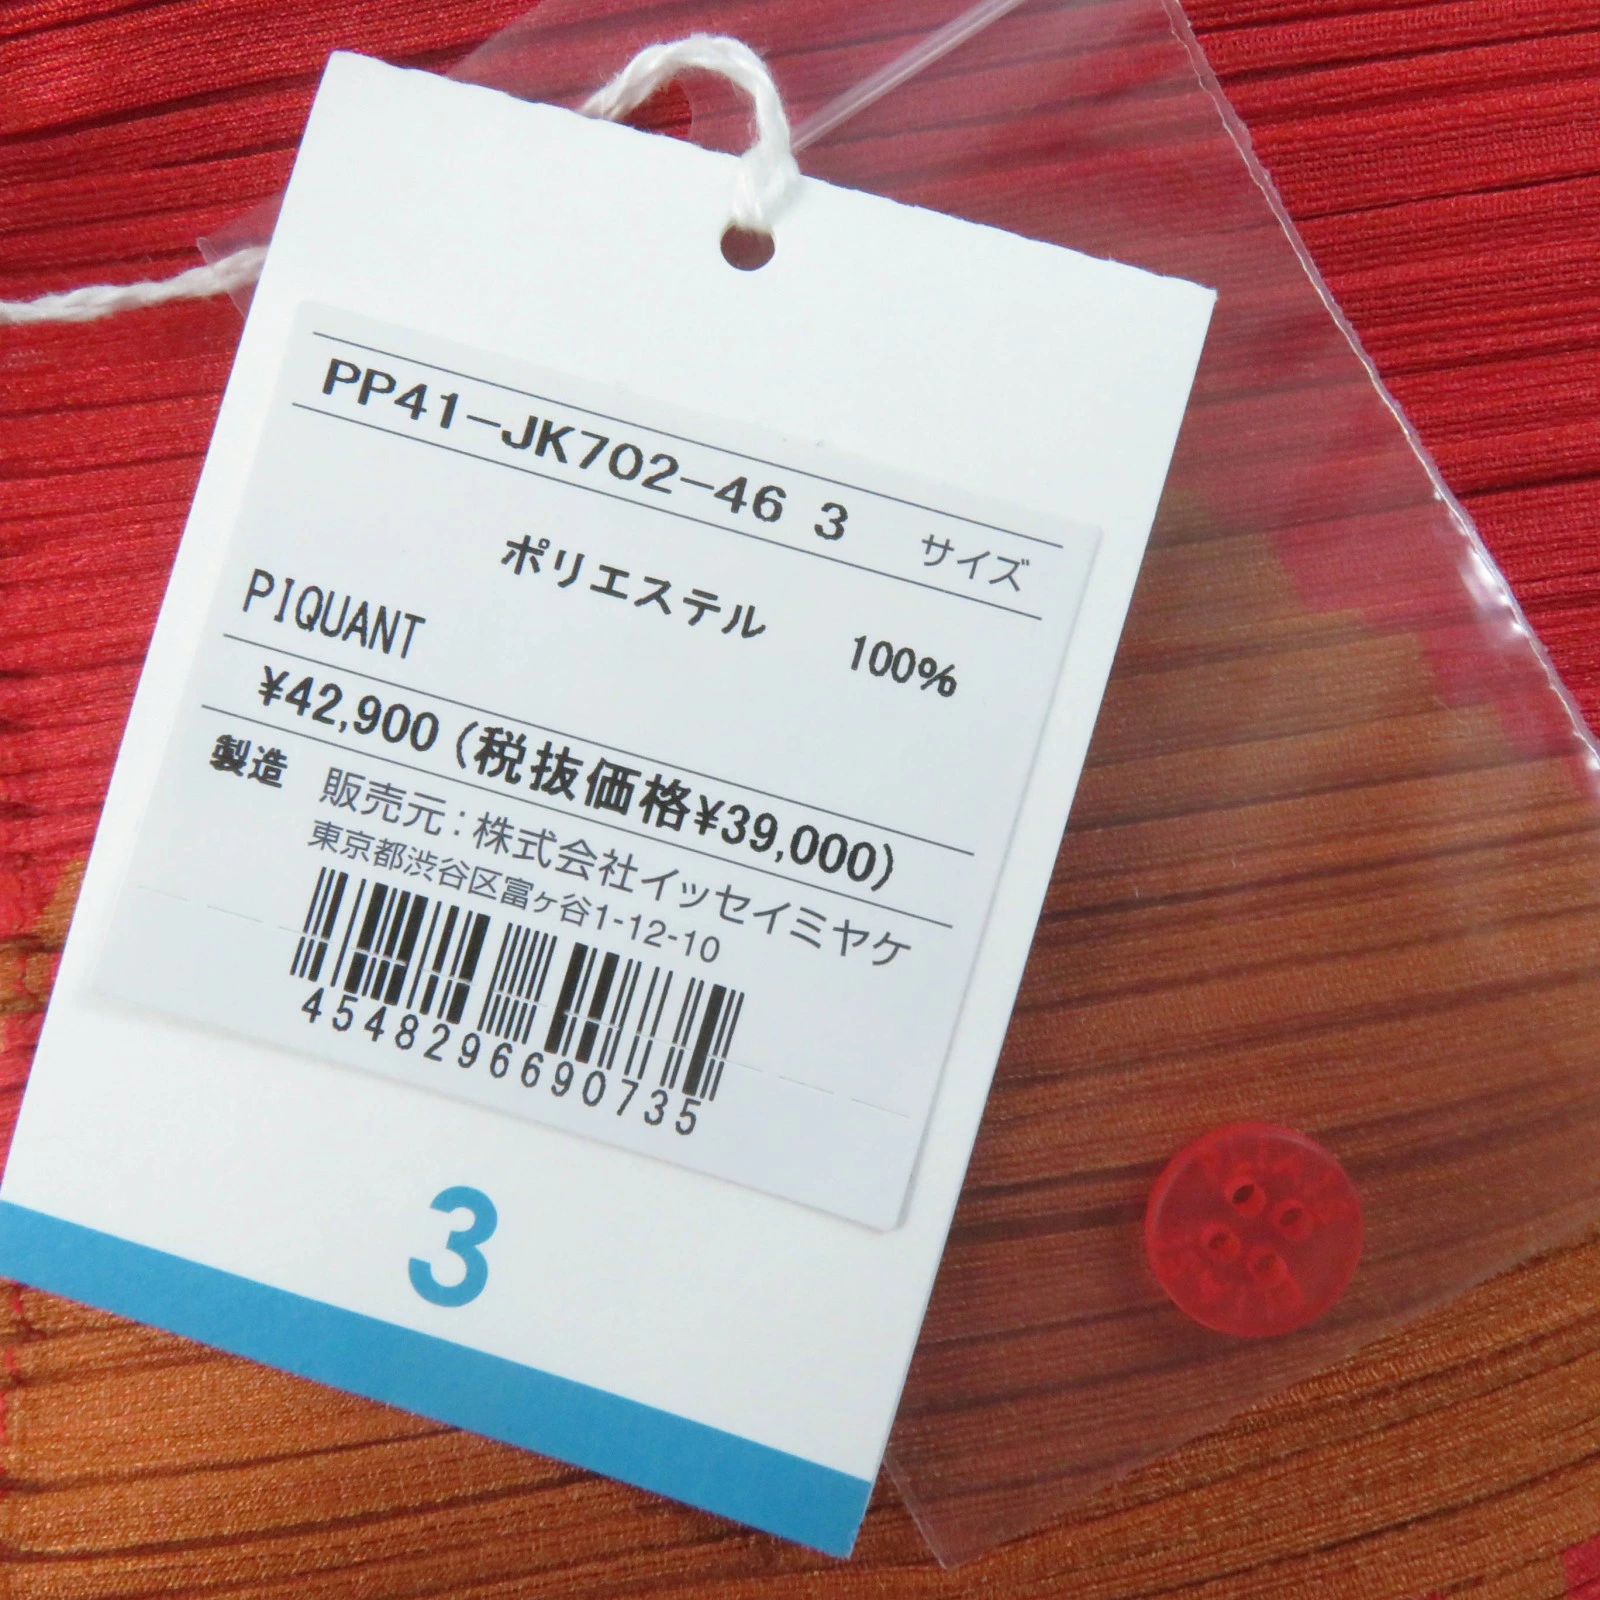 PP41-JK702-46 3 サイズ
ポリエステル 100%
PIQUANT
¥42,900 (税抜価格¥39,000)
製造 販売元:株式会社イッセイミヤケ
東京都渋谷区富ヶ谷1-12-10
4548296690735
3